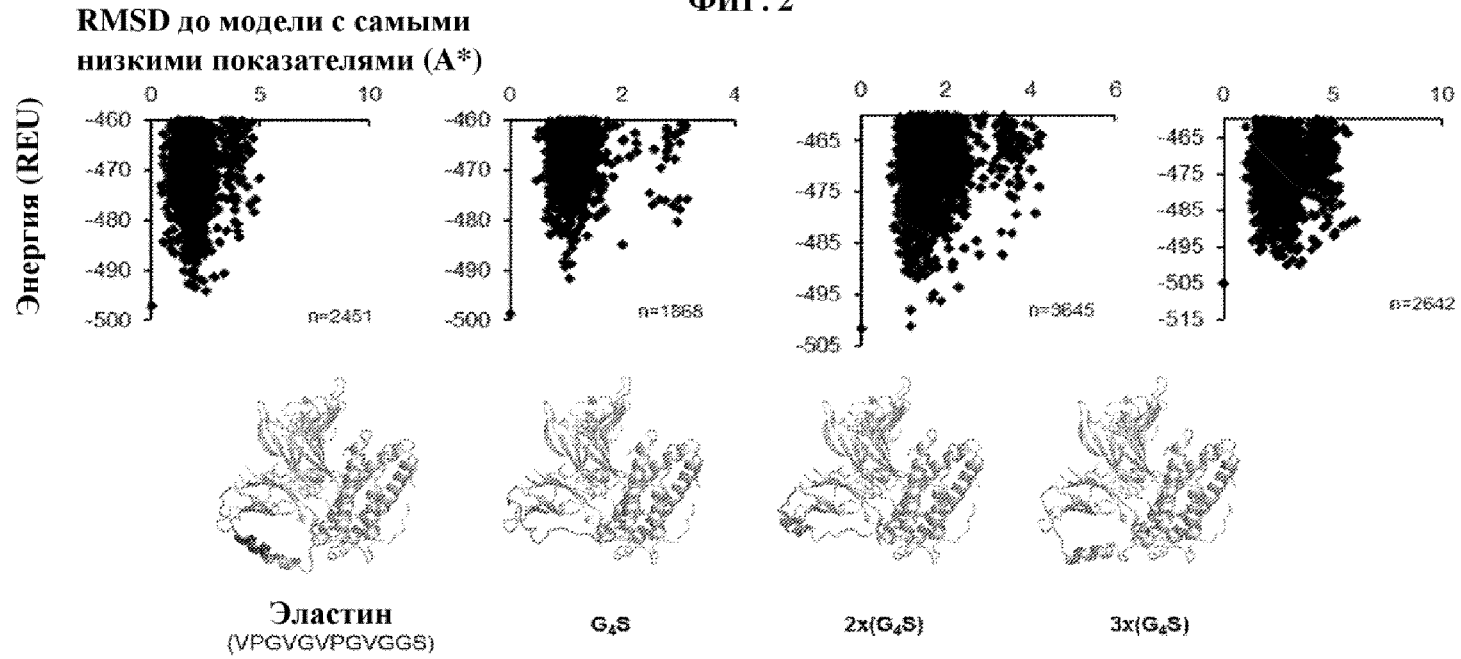 ФИГ. 2
RMSD до модели с самыми
низкими показателями (A*)
Энергия (REU)
0 5 10
-460
-470
-480
-490
-500
n=2451
0 2 4
-460
-470
-480
-490
-500
n=1868
0 2 4 6
-465
-475
-485
-495
-505
n=3645
0 5 10
-465
-475
-485
-495
-505
-515
n=2642
Эластин
(VPGVGVPGVGGS)
G₄S
2x(G₄S)
3x(G₄S)